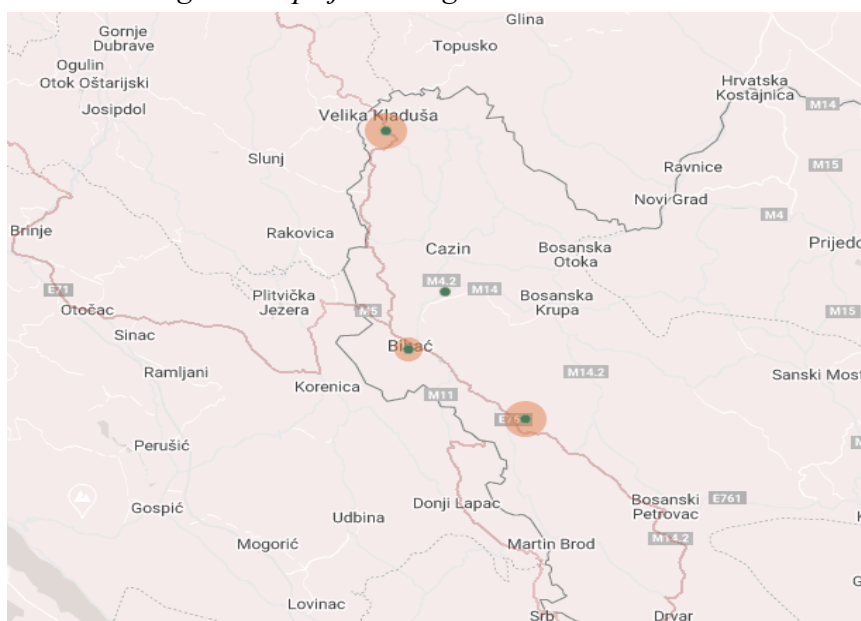 Glina
Gornje
Dubrave
Topusko
Ogulin
Otok Oštarijski
Hrvatska
Kostajnica
Josipdol
M14
Velika Kladuša
Slunj
Ravnice
M15
Novi Grad
M4
Brinje
Rakovica
Cazin
Bosanska
Otoka
Prijedo
E71
Plitvička
Jezera
M4.2
M14
Bosanska
Krupa
Otočac
M5
M15
Sinac
Bihać
Ramljani
M14.2
Sanski Most
Korenica
M11
E761
Perušić
Gospić
Donji Lapac
Bosanski
Petrovac
E761
Udbina
Mogorić
Martin Brod
M14.2
Lovinac
Srb
Drvar